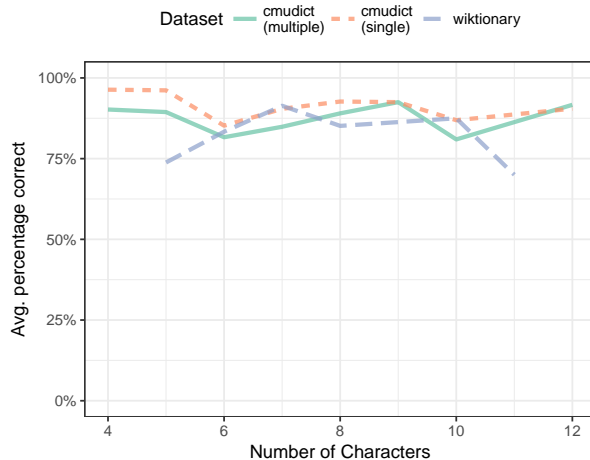 Dataset
cmudict
(multiple)
cmudict
(single)
wiktionary
Avg. percentage correct
100%
75%
50%
25%
0%
4 6 8 10 12
Number of Characters